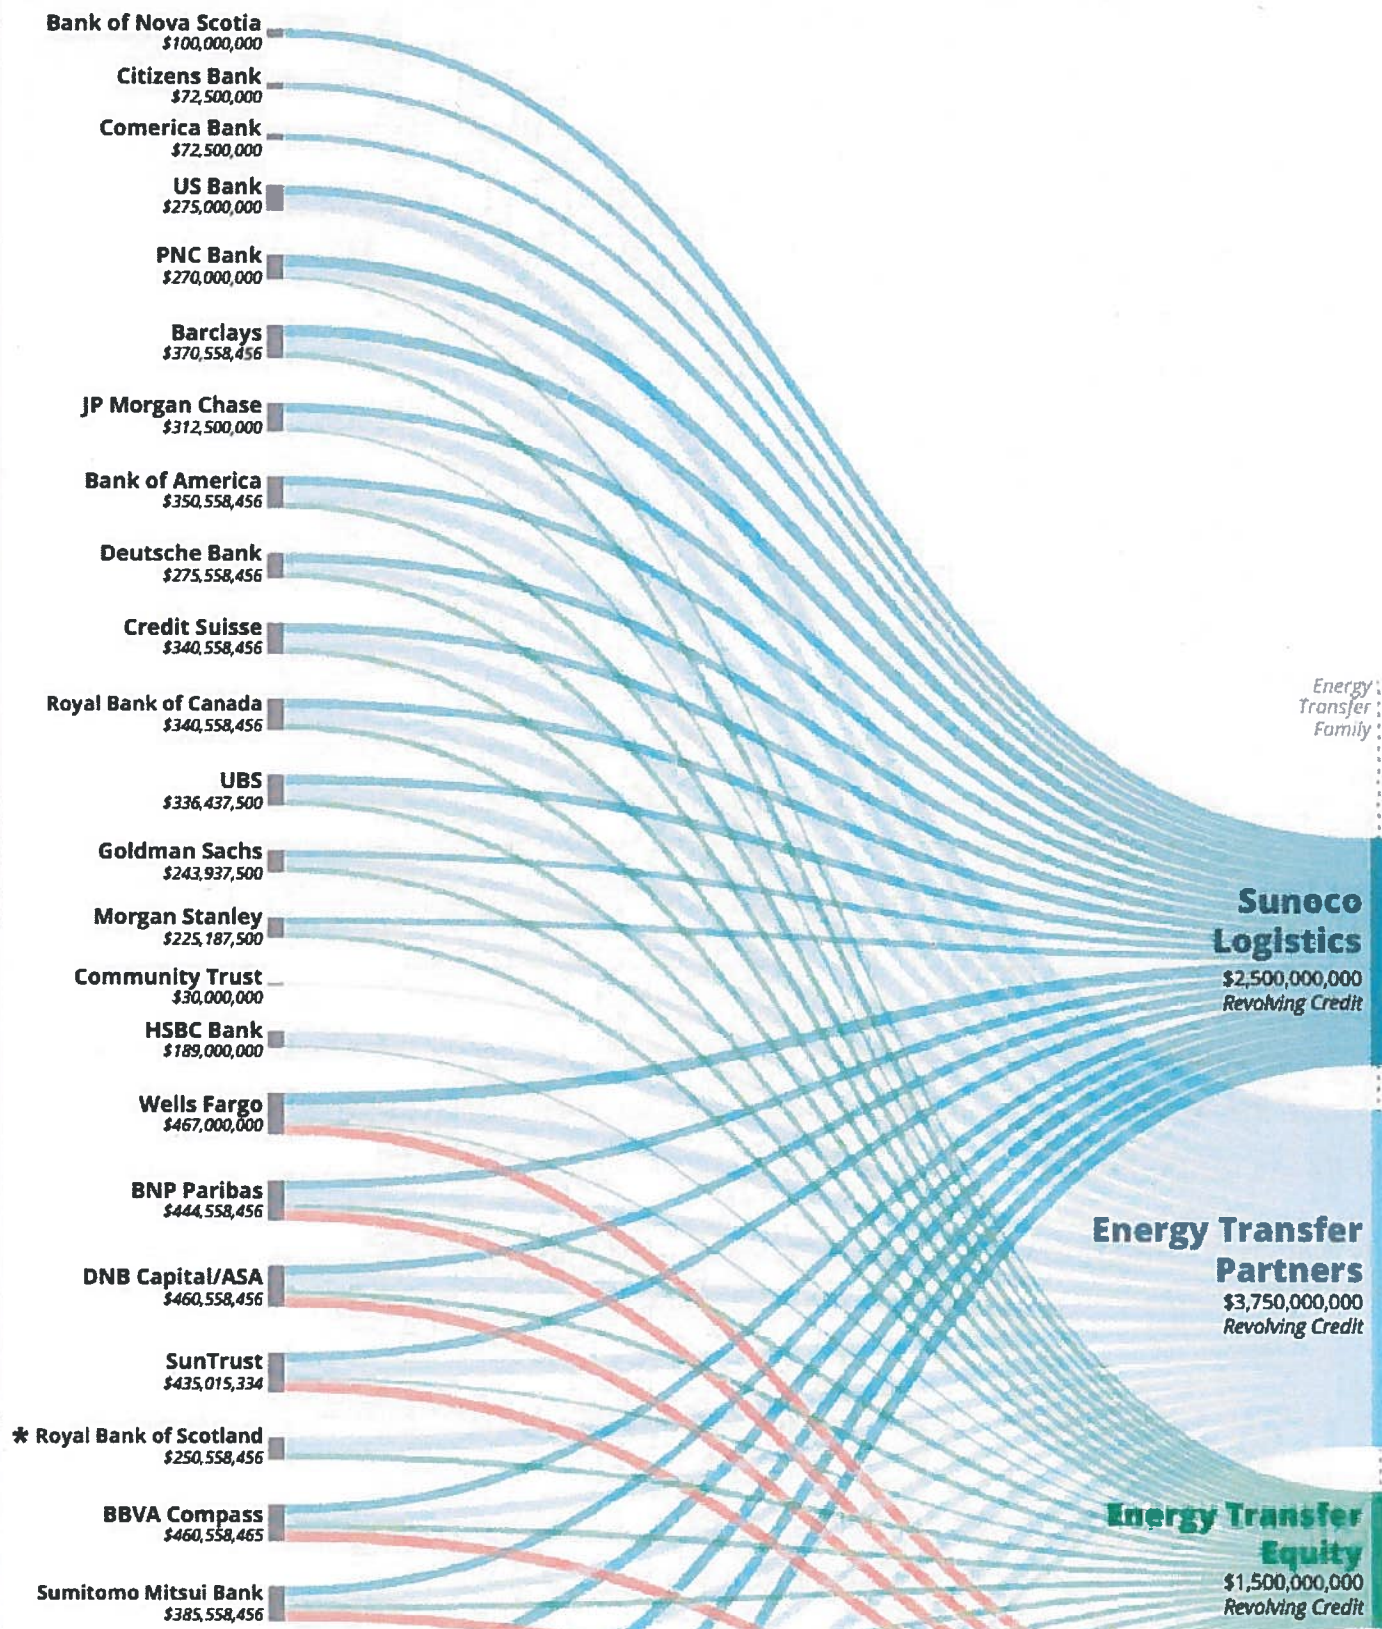 Bank of Nova Scotia
$100,000,000
Citizens Bank
$72,500,000
Comerica Bank
$72,500,000
US Bank
$275,000,000
PNC Bank
$270,000,000
Barclays
$370,558,456
JP Morgan Chase
$312,500,000
Bank of America
$350,558,456
Deutsche Bank
$275,558,456
Credit Suisse
$340,558,456
Royal Bank of Canada
$340,558,456
UBS
$336,437,500
Goldman Sachs
$243,937,500
Morgan Stanley
$225,187,500
Community Trust
$30,000,000
HSBC Bank
$189,000,000
Wells Fargo
$467,000,000
BNP Paribas
$444,558,456
DNB Capital/ASA
$460,558,456
SunTrust
$435,015,334
* Royal Bank of Scotland
$250,558,456
BBVA Compass
$460,558,465
Sumitomo Mitsui Bank
$385,558,456
Energy
Transfer
Family
Sunoco
Logistics
$2,500,000,000
Revolving Credit
Energy Transfer
Partners
$3,750,000,000
Revolving Credit
Energy Transfer
Equity
$1,500,000,000
Revolving Credit